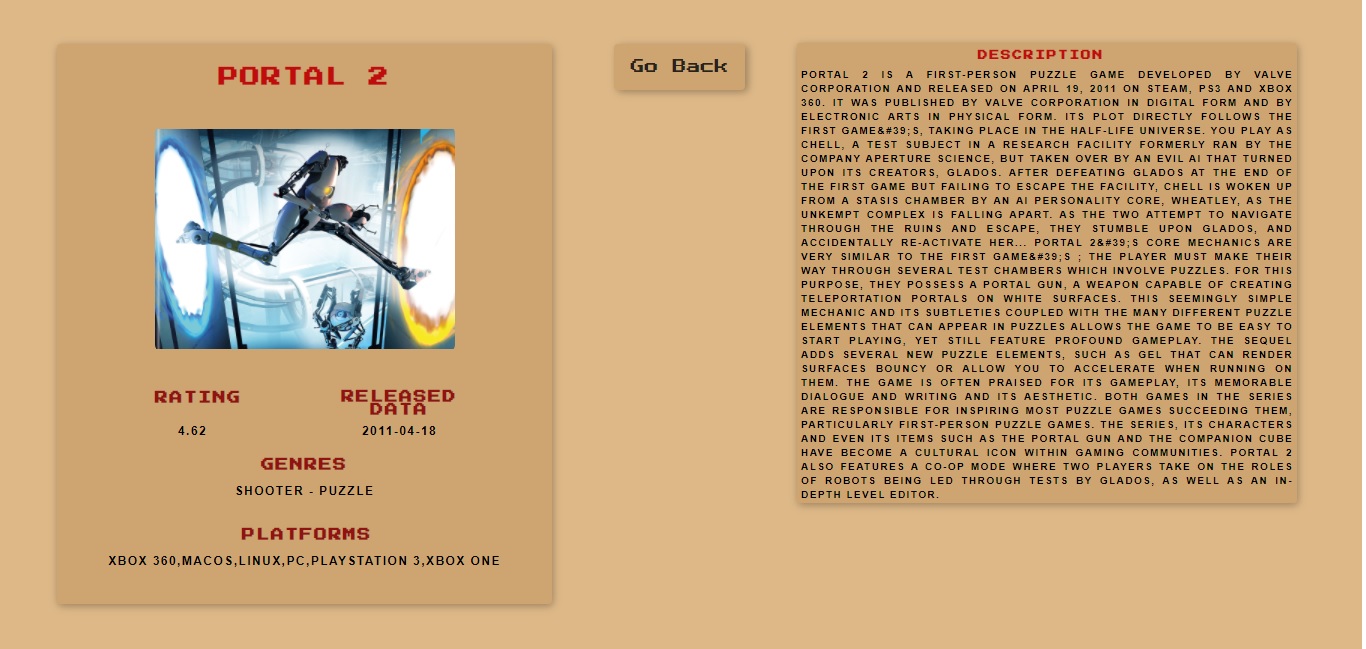 PORTAL 2
RATING
4.62
RELEASED
DATA
2011-04-18
GENRES
SHOOTER - PUZZLE
PLATFORMS
XBOX 360,MACOS,LINUX,PC,PLAYSTATION 3,XBOX ONE
Go Back
DESCRIPTION
PORTAL 2 IS A FIRST-PERSON PUZZLE GAME DEVELOPED BY VALVE
CORPORATION AND RELEASED ON APRIL 19, 2011 ON STEAM, PS3 AND XBOX
360. IT WAS PUBLISHED BY VALVE CORPORATION IN DIGITAL FORM AND BY
ELECTRONIC ARTS IN PHYSICAL FORM. ITS PLOT DIRECTLY FOLLOWS THE
FIRST GAME&#39;S, TAKING PLACE IN THE HALF-LIFE UNIVERSE. YOU PLAY AS
CHELL, A TEST SUBJECT IN A RESEARCH FACILITY FORMERLY RAN BY THE
COMPANY APERTURE SCIENCE, BUT TAKEN OVER BY AN EVIL AI THAT TURNED
UPON ITS CREATORS, GLADOS. AFTER DEFEATING GLADOS AT THE END OF
THE FIRST GAME BUT FAILING TO ESCAPE THE FACILITY, CHELL IS WOKEN UP
FROM A STASIS CHAMBER BY AN AI PERSONALITY CORE, WHEATLEY, AS THE
UNKEMPT COMPLEX IS FALLING APART. AS THE TWO ATTEMPT TO NAVIGATE
THROUGH THE RUINS AND ESCAPE, THEY STUMBLE UPON GLADOS, AND
ACCIDENTALLY RE-ACTIVATE HER... PORTAL 2&#39;S CORE MECHANICS ARE
VERY SIMILAR TO THE FIRST GAME&#39;S ; THE PLAYER MUST MAKE THEIR
WAY THROUGH SEVERAL TEST CHAMBERS WHICH INVOLVE PUZZLES. FOR THIS
PURPOSE, THEY POSSESS A PORTAL GUN, A WEAPON CAPABLE OF CREATING
TELEPORTATION PORTALS ON WHITE SURFACES. THIS SEEMINGLY SIMPLE
MECHANIC AND ITS SUBTLETIES COUPLED WITH THE MANY DIFFERENT PUZZLE
ELEMENTS THAT CAN APPEAR IN PUZZLES ALLOWS THE GAME TO BE EASY TO
START PLAYING, YET STILL FEATURE PROFOUND GAMEPLAY. THE SEQUEL
ADDS SEVERAL NEW PUZZLE ELEMENTS, SUCH AS GEL THAT CAN RENDER
SURFACES BOUNCY OR ALLOW YOU TO ACCELERATE WHEN RUNNING ON
THEM. THE GAME IS OFTEN PRAISED FOR ITS GAMEPLAY, ITS MEMORABLE
DIALOGUE AND WRITING AND ITS AESTHETIC. BOTH GAMES IN THE SERIES
ARE RESPONSIBLE FOR INSPIRING MOST PUZZLE GAMES SUCCEEDING THEM,
PARTICULARLY FIRST-PERSON PUZZLE GAMES. THE SERIES, ITS CHARACTERS
AND EVEN ITS ITEMS SUCH AS THE PORTAL GUN AND THE COMPANION CUBE
HAVE BECOME A CULTURAL ICON WITHIN GAMING COMMUNITIES. PORTAL 2
ALSO FEATURES A CO-OP MODE WHERE TWO PLAYERS TAKE ON THE ROLES
OF ROBOTS BEING LED THROUGH TESTS BY GLADOS, AS WELL AS AN IN-
DEPTH LEVEL EDITOR.